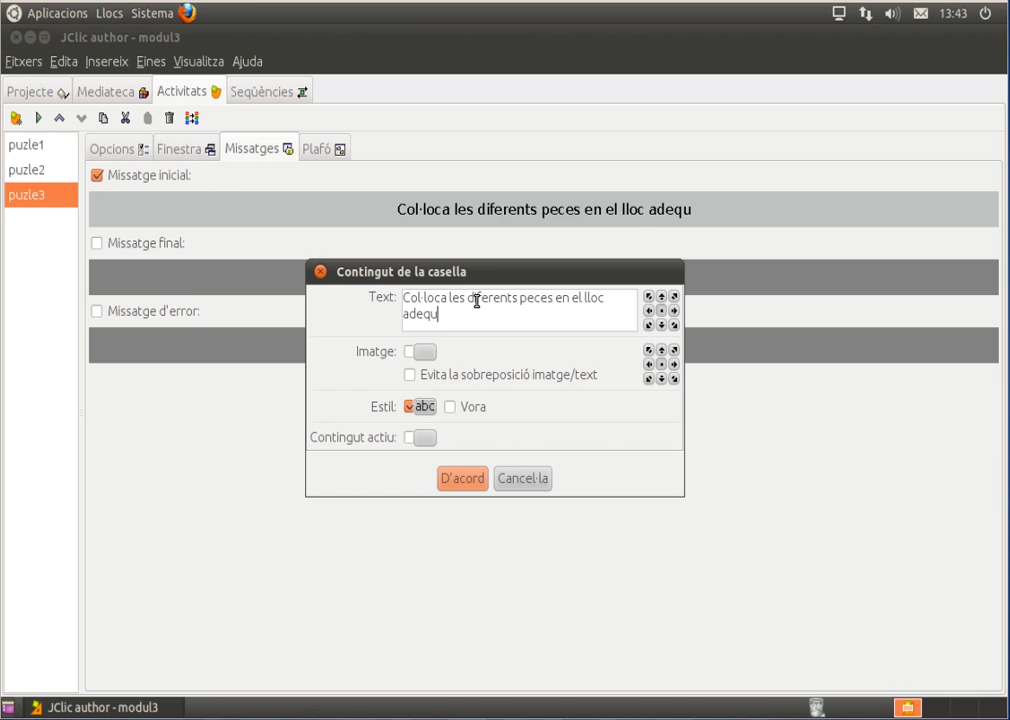 Aplicacions Llocs Sistema 13:43
JClic author - modul3
Fitxers Edita Insereix Eines Visualitza Ajuda
Projecte Mediateca Activitats Seqüències
puzle1
puzle2
puzle3
Opcions Finestra Missatges Plafó
Missatge inicial:
Col·loca les diferents peces en el lloc adequ
Missatge final:
Missatge d'error:
Contingut de la casella
Text: Col·loca les diferents peces en el lloc
adequ
Imatge:
Evita la sobreposició imatge/text
Estil: abc Vora
Contingut actiu:
D'acord Cancel·la
JClic author - modul3